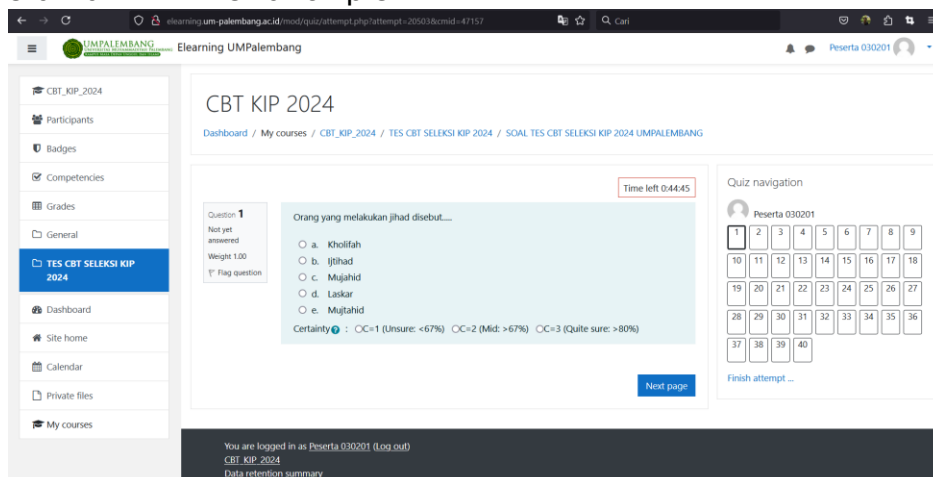 elearning.um-palembang.ac.id/mod/quiz/attempt.php?attempt=20503&cmid=47157
Cari
UMPALEMBANG
Elearning UMPalembang
Peserta 030201
CBT_KIP_2024
Participants
Badges
Competencies
Grades
General
TES CBT SELEKSI KIP
2024
Dashboard
Site home
Calendar
Private files
My courses
CBT KIP 2024
Dashboard / My courses / CBT_KIP_2024 / TES CBT SELEKSI KIP 2024 / SOAL TES CBT SELEKSI KIP 2024 UMPALEMBANG
Time left 0:44:45
Question 1
Not yet
answered
Weight 1.00
Flag question
Orang yang melakukan jihad disebut.....
a. Kholifah
b. Ijtihad
c. Mujahid
d. Laskar
e. Mujtahid
Certainty : C=1 (Unsure: <67%) C=2 (Mid: >67%) C=3 (Quite sure: >80%)
Next page
Quiz navigation
Peserta 030201
1 2 3 4 5 6 7 8 9
10 11 12 13 14 15 16 17 18
19 20 21 22 23 24 25 26 27
28 29 30 31 32 33 34 35 36
37 38 39 40
Finish attempt ...
You are logged in as Peserta 030201 (Log out)
CBT_KIP_2024
Data retention summary